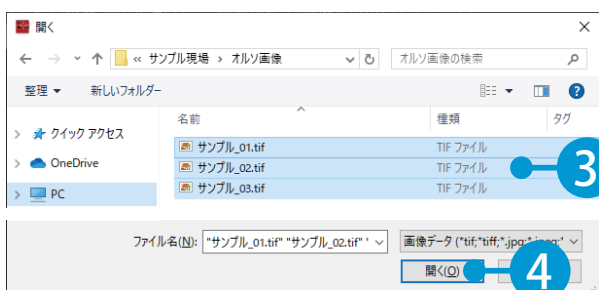 開く
« サンプル現場 › オルソ画像
オルソ画像の検索
整理
新しいフォルダー
名前
種類
タグ
クイック アクセス
サンプル_01.tif
TIF ファイル
OneDrive
サンプル_02.tif
TIF ファイル
3
PC
サンプル_03.tif
TIF ファイル
ファイル名(N):
"サンプル_01.tif" "サンプル_02.tif" "
画像データ (*tif;*tiff;*.jpg;*.jpeg;*
開く(O)
4